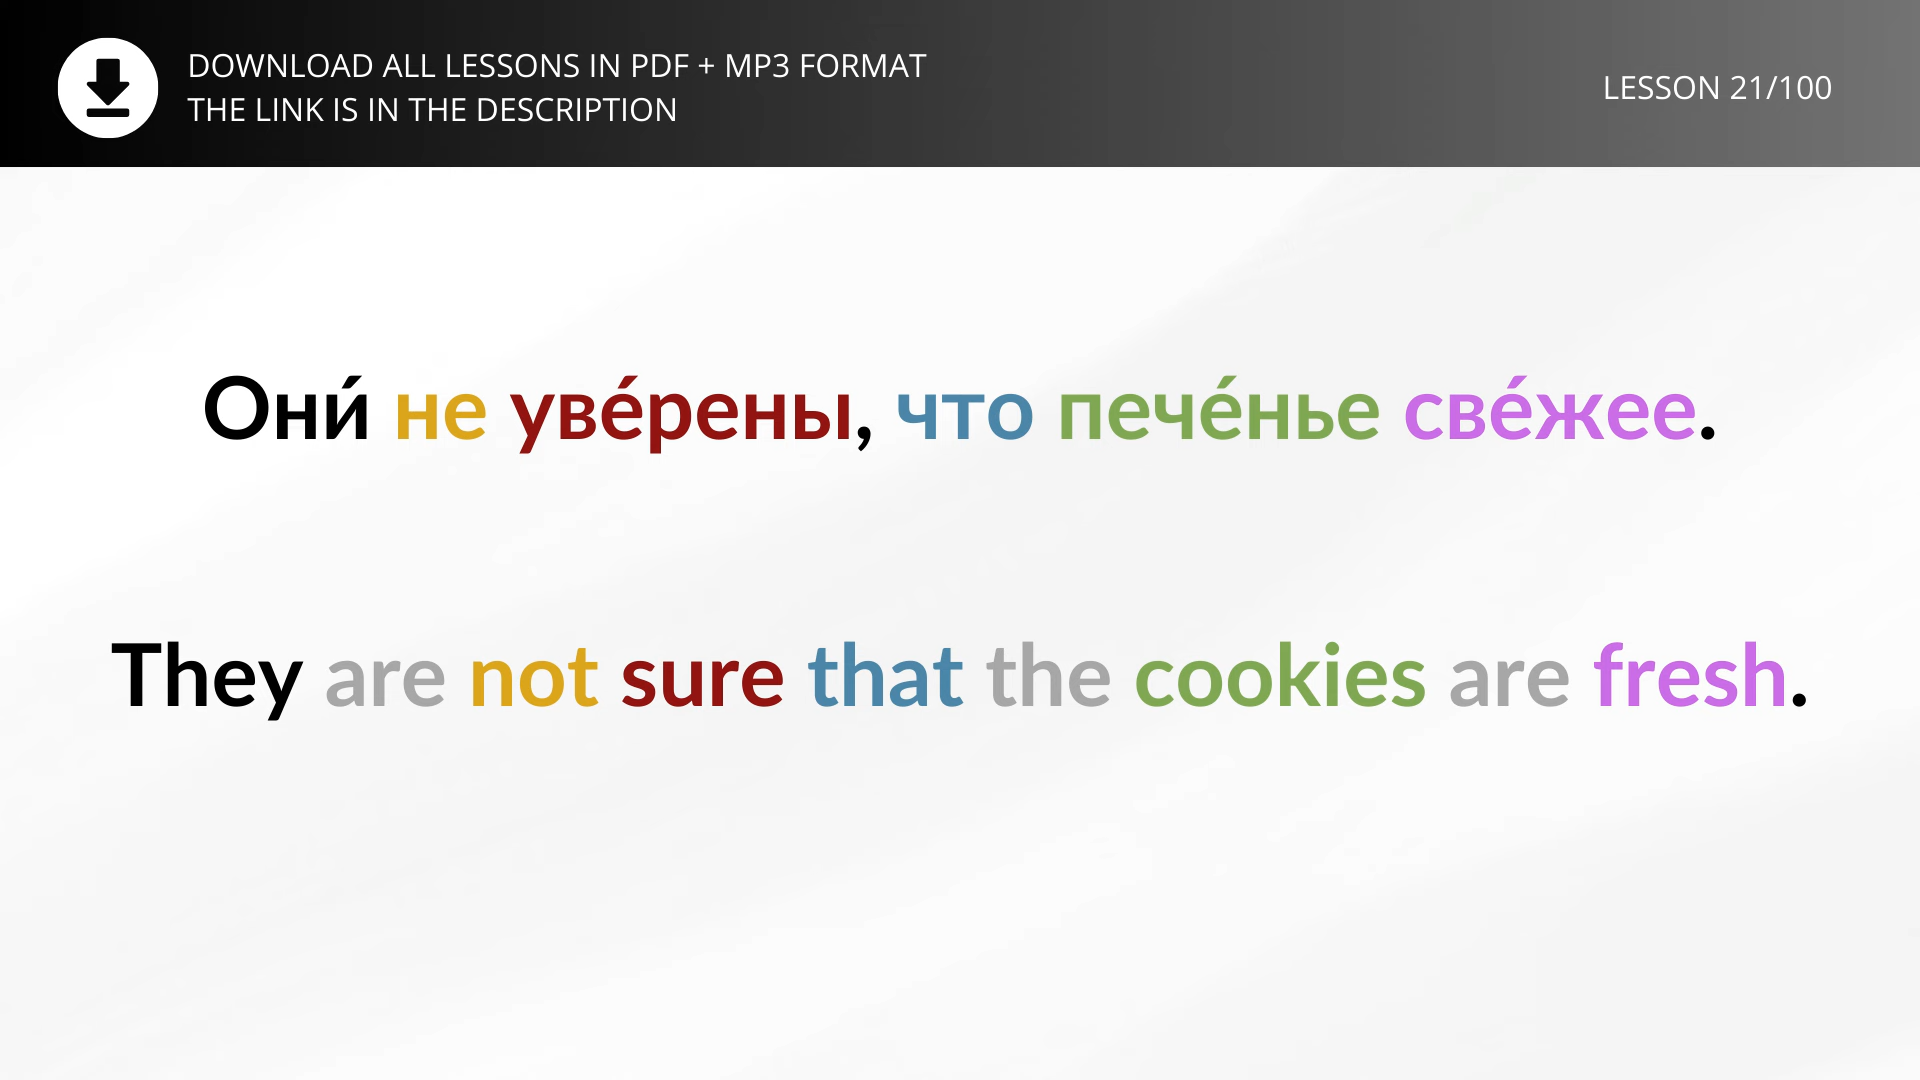 DOWNLOAD ALL LESSONS IN PDF + MP3 FORMAT
THE LINK IS IN THE DESCRIPTION
LESSON 21/100
Они́ не уве́рены, что пече́нье све́жее.
They are not sure that the cookies are fresh.